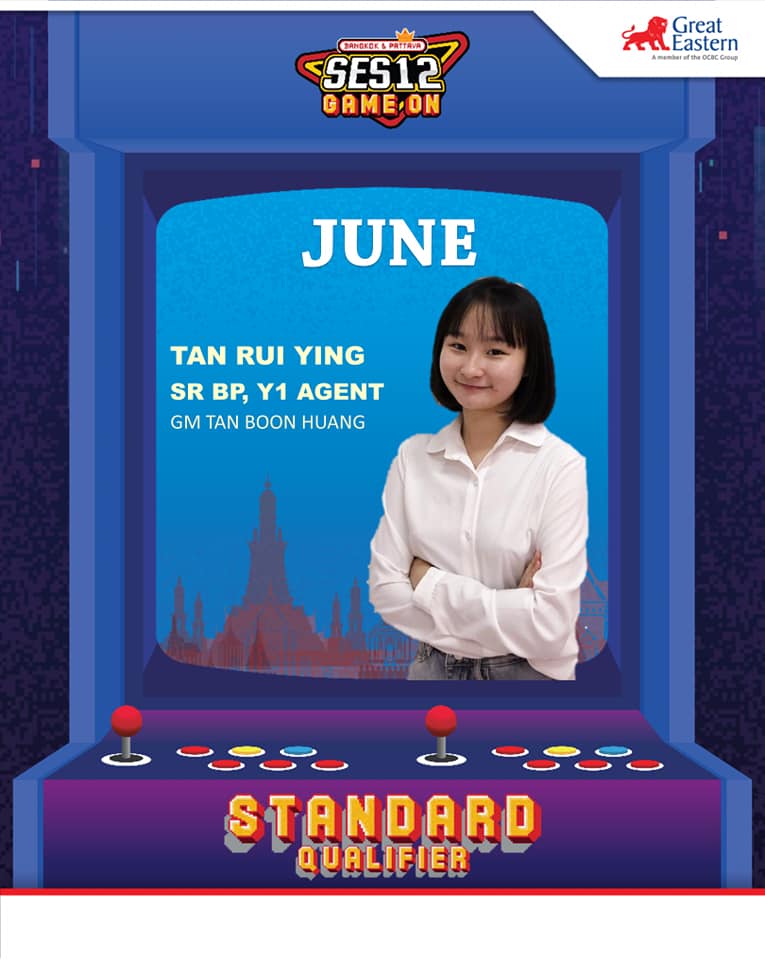 Great
Eastern
A member of the OCBC Group
BANGKOK & PATTAYA
SES12
GAME ON
JUNE
TAN RUI YING
SR BP, Y1 AGENT
GM TAN BOON HUANG
STANDARD
QUALIFIER